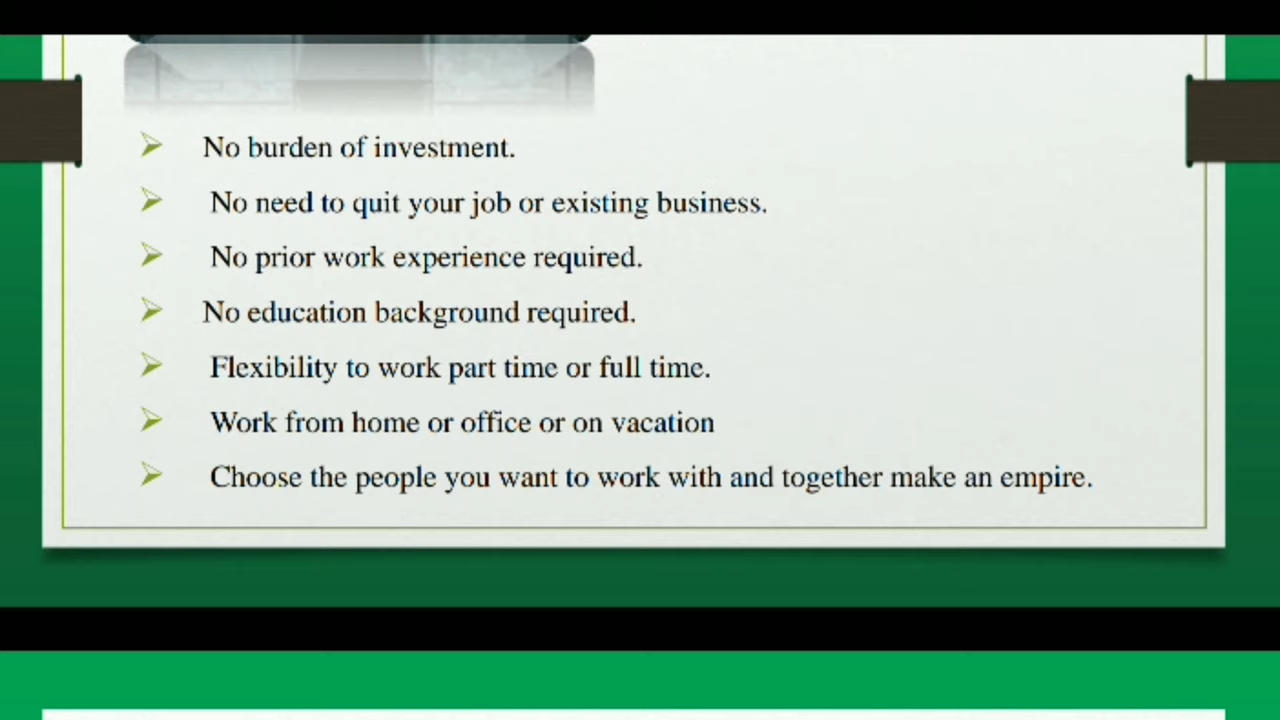 No burden of investment.
No need to quit your job or existing business.
No prior work experience required.
No education background required.
Flexibility to work part time or full time.
Work from home or office or on vacation
Choose the people you want to work with and together make an empire.